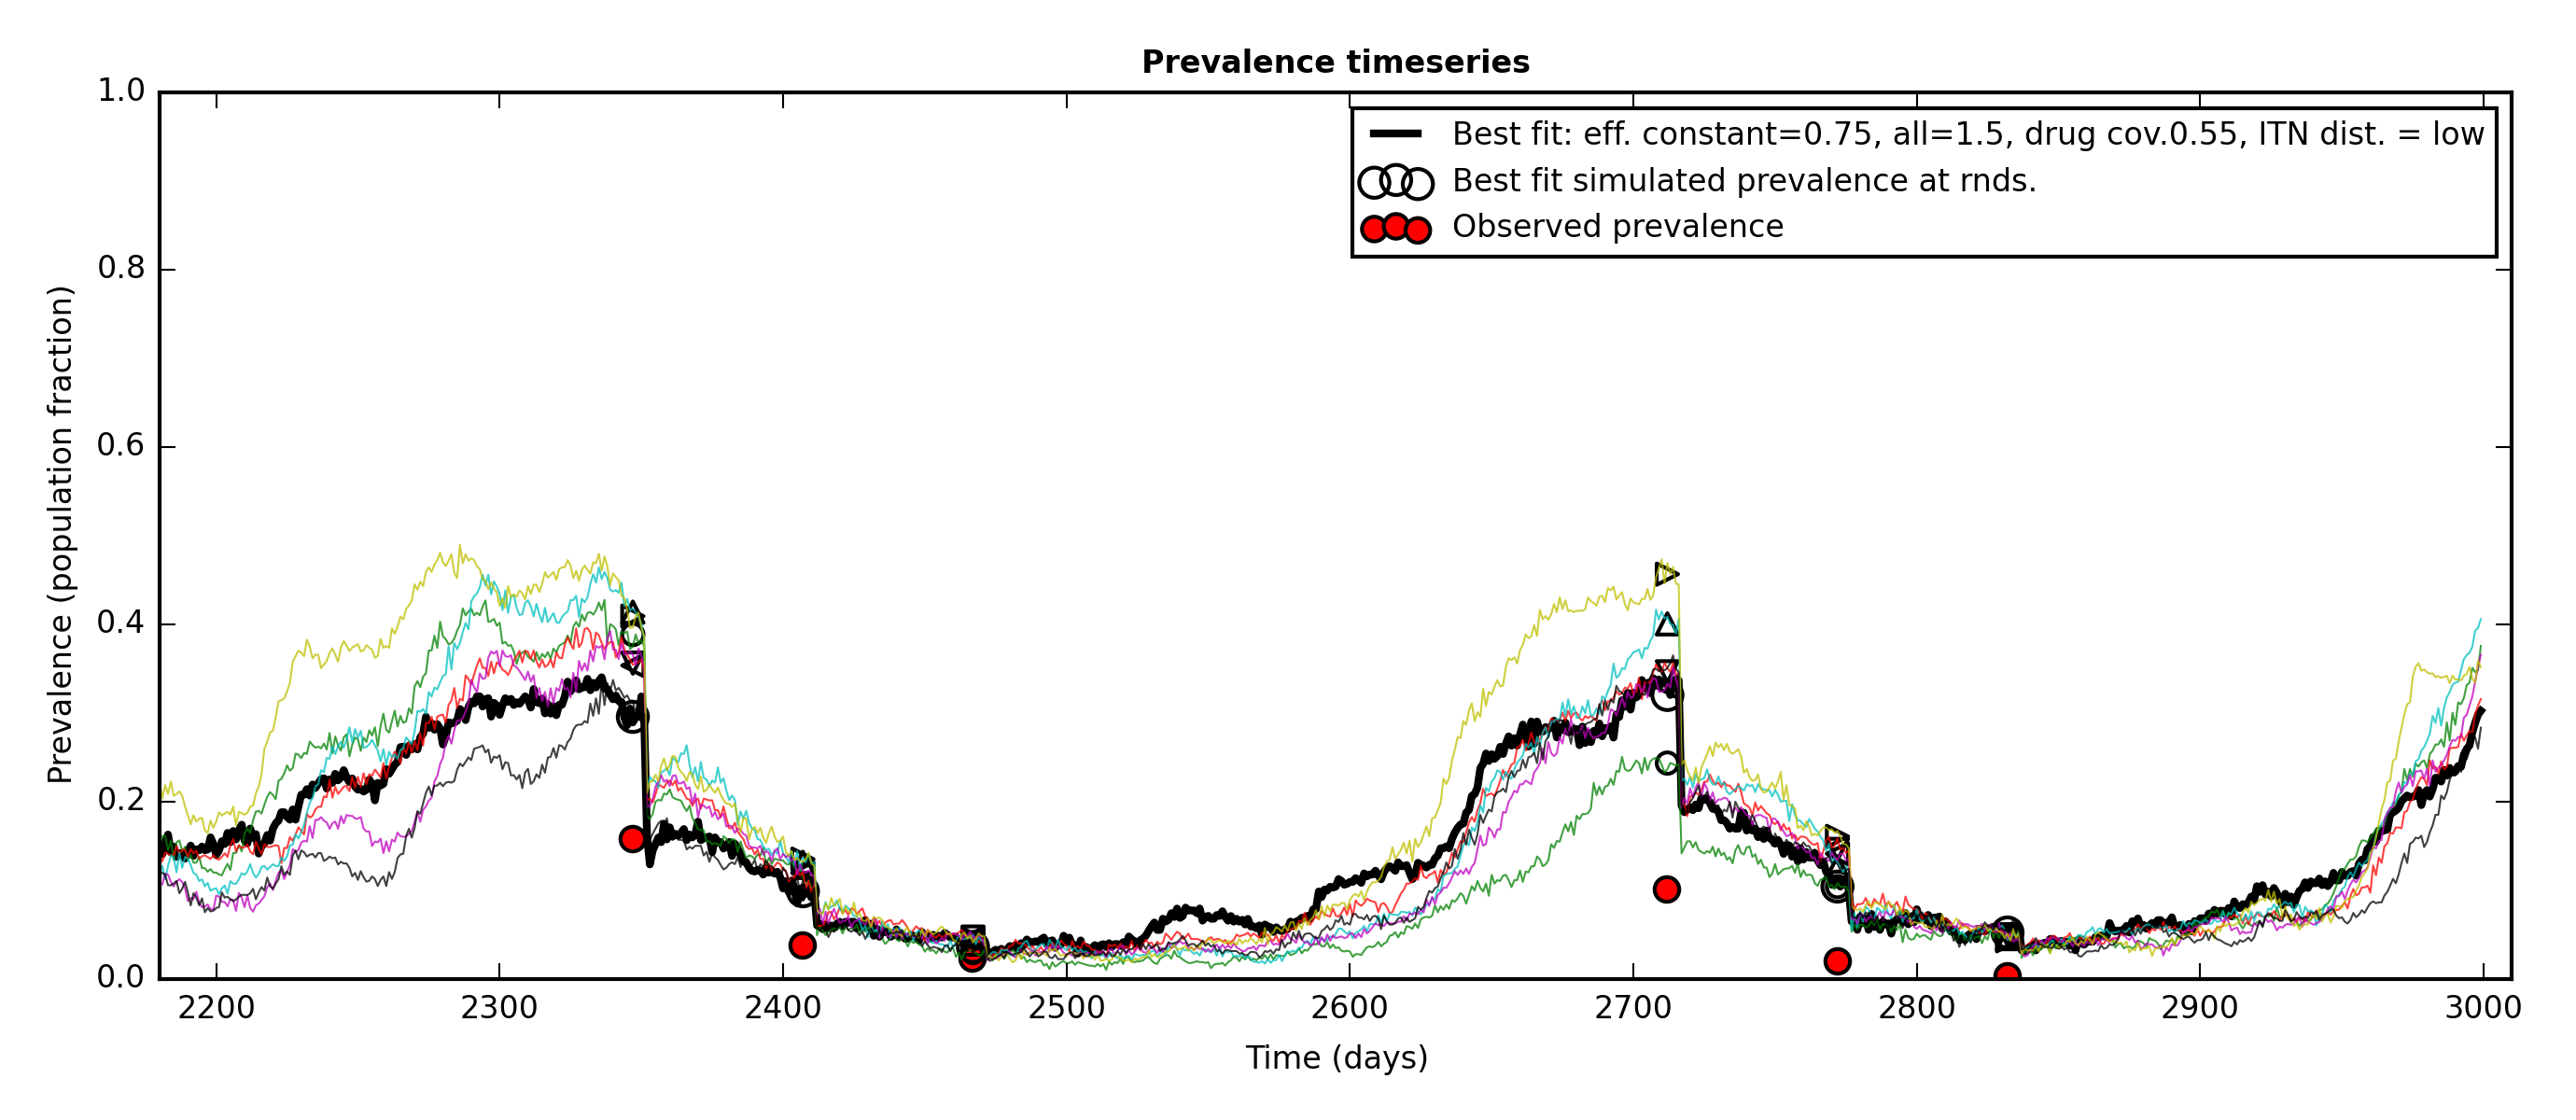 Prevalence timeseries
1.0
0.8
0.6
0.4
0.2
0.0
Prevalence (population fraction)
Best fit: eff. constant=0.75, all=1.5, drug cov.0.55, ITN dist. = low
Best fit simulated prevalence at rnds.
Observed prevalence
2200 2300 2400 2500 2600 2700 2800 2900 3000
Time (days)